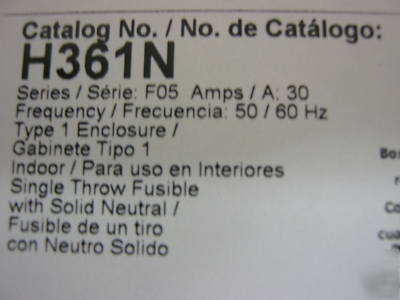 Catalog No. / No. de Catálogo:
H361N
Series / Série: F05 Amps / A: 30
Frequency / Frecuencia: 50 / 60 Hz
Type 1 Enclosure /
Gabinete Tipo 1
Indoor / Para uso en Interiores
Single Throw Fusible
with Solid Neutral /
Fusible de un tiro
con Neutro Solido